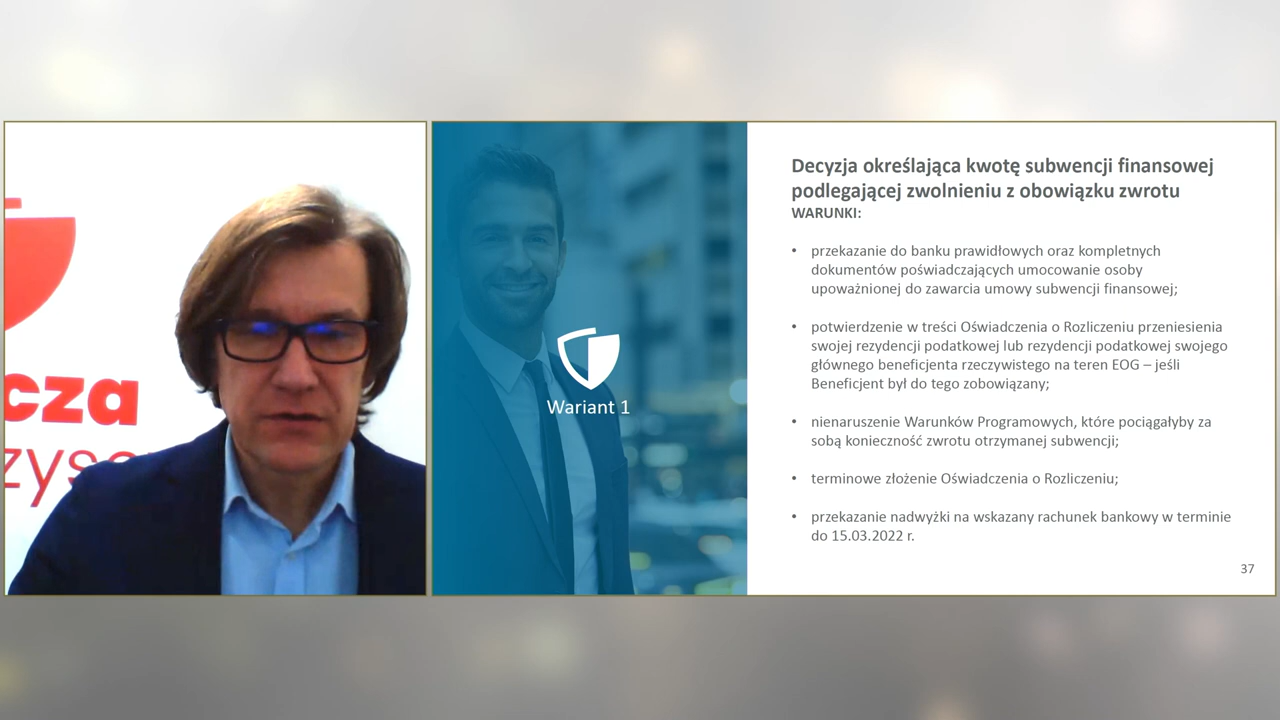 cza
zyso
Wariant 1
Decyzja określająca kwotę subwencji finansowej
podlegającej zwolnieniu z obowiązku zwrotu
WARUNKI:
• przekazanie do banku prawidłowych oraz kompletnych
dokumentów poświadczających umocowanie osoby
upoważnionej do zawarcia umowy subwencji finansowej;
• potwierdzenie w treści Oświadczenia o Rozliczeniu przeniesienia
swojej rezydencji podatkowej lub rezydencji podatkowej swojego
głównego beneficjenta rzeczywistego na teren EOG – jeśli
Beneficjent był do tego zobowiązany;
• nienaruszenie Warunków Programowych, które pociągałyby za
sobą konieczność zwrotu otrzymanej subwencji;
• terminowe złożenie Oświadczenia o Rozliczeniu;
• przekazanie nadwyżki na wskazany rachunek bankowy w terminie
do 15.03.2022 r.
37